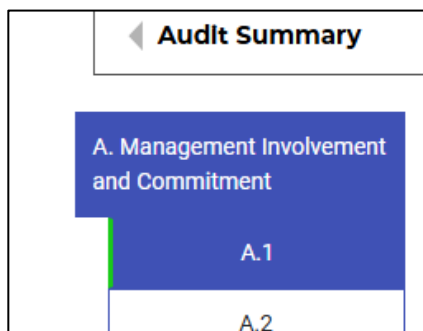 Audit Summary
A. Management Involvement
and Commitment
A.1
A.2